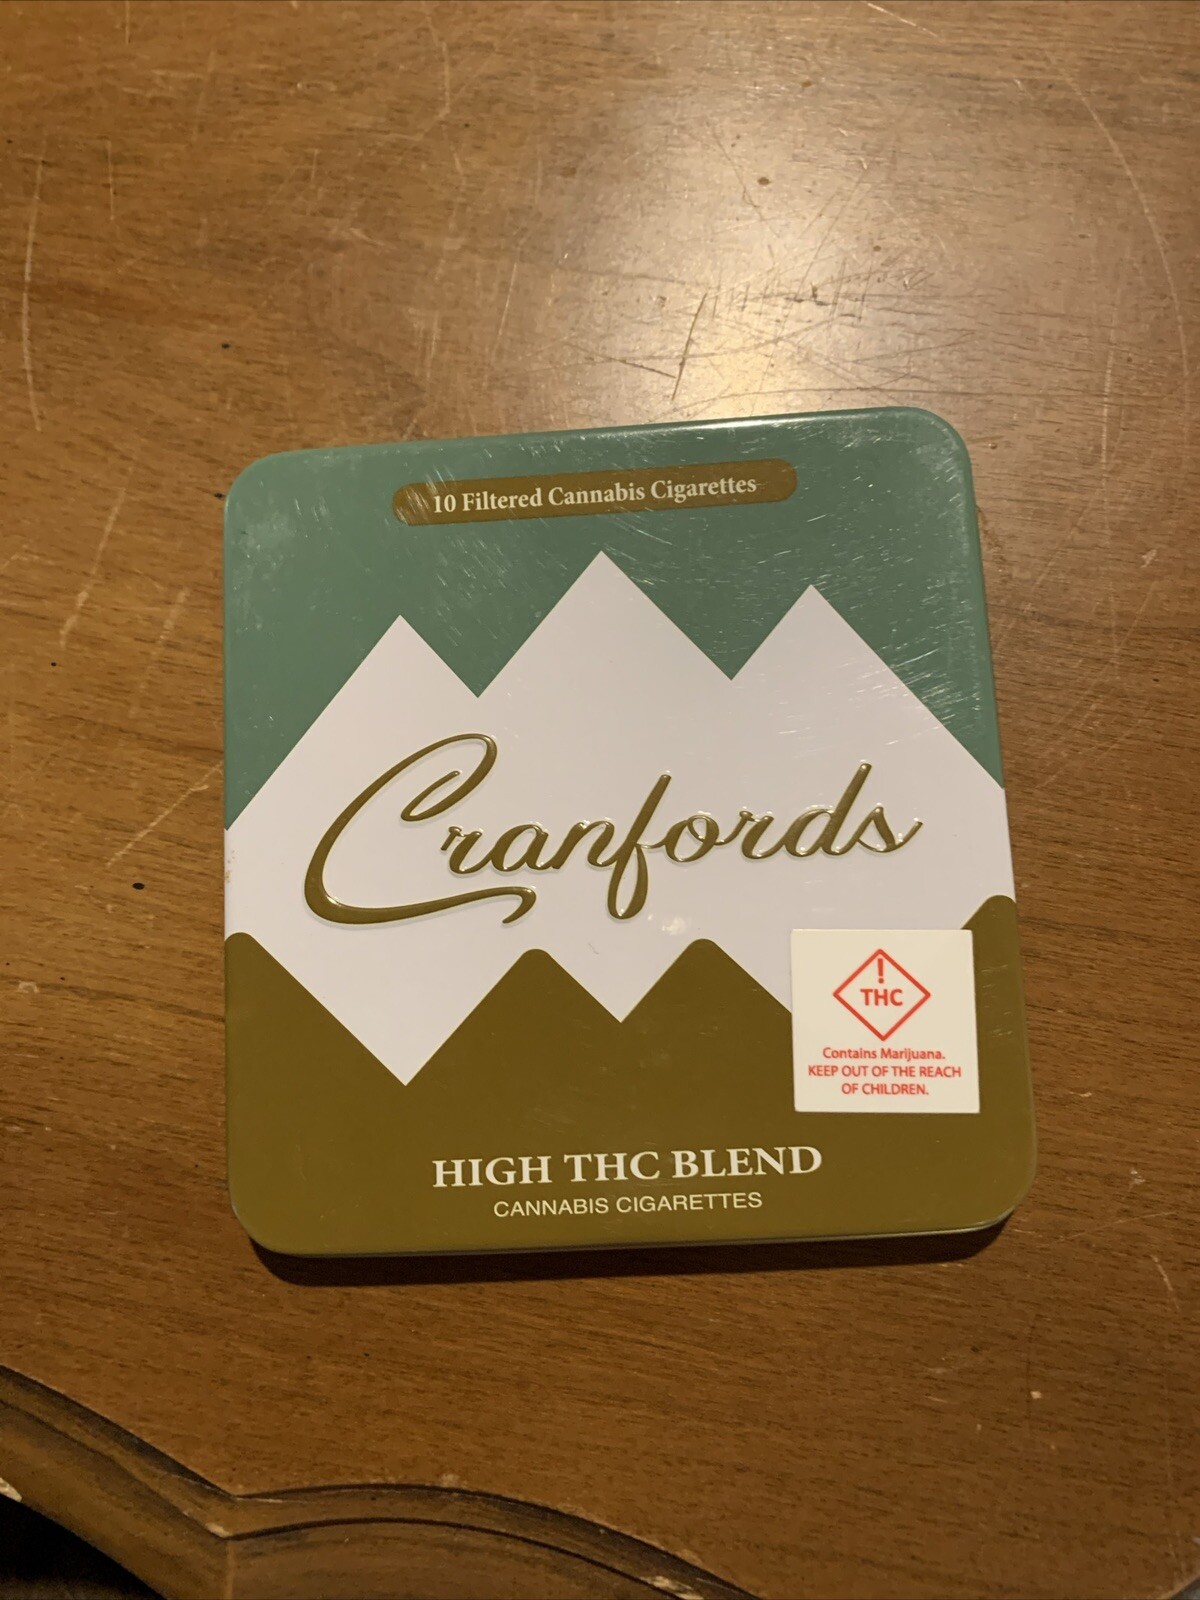 10 Filtered Cannabis Cigarettes
Cranfords
!
THC
Contains Marijuana.
KEEP OUT OF THE REACH
OF CHILDREN.
HIGH THC BLEND
CANNABIS CIGARETTES